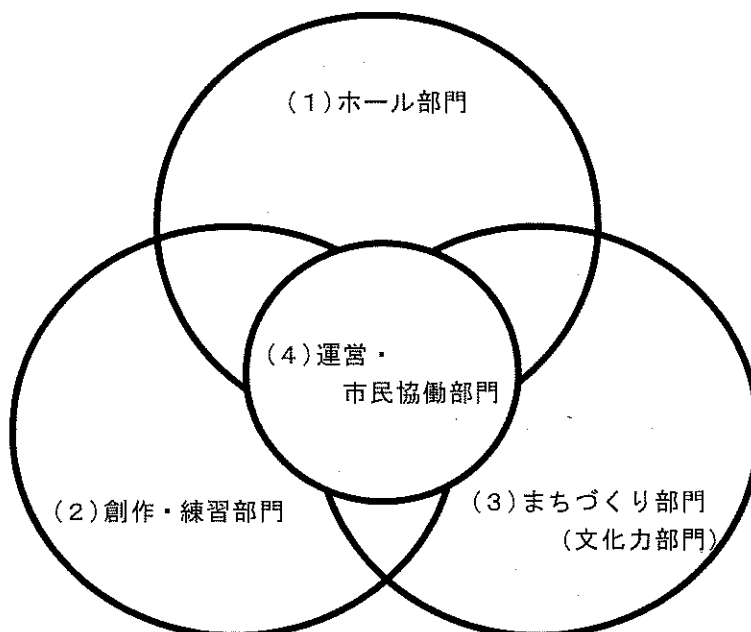 (1)ホール部門
(4)運営・
市民協働部門
(2)創作・練習部門
(3)まちづくり部門
(文化力部門)